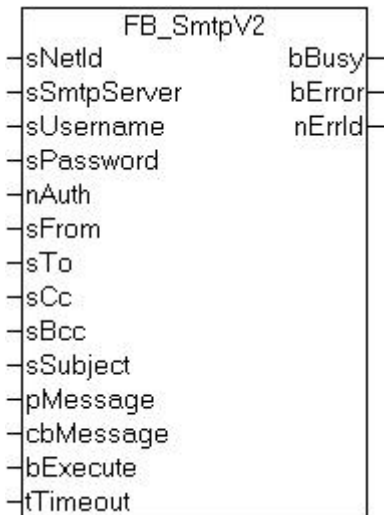 FB_SmtpV2
sNetId bBusy
sSmtpServer bError
sUsername nErrId
sPassword
nAuth
sFrom
sTo
sCc
sBcc
sSubject
pMessage
cbMessage
bExecute
tTimeout